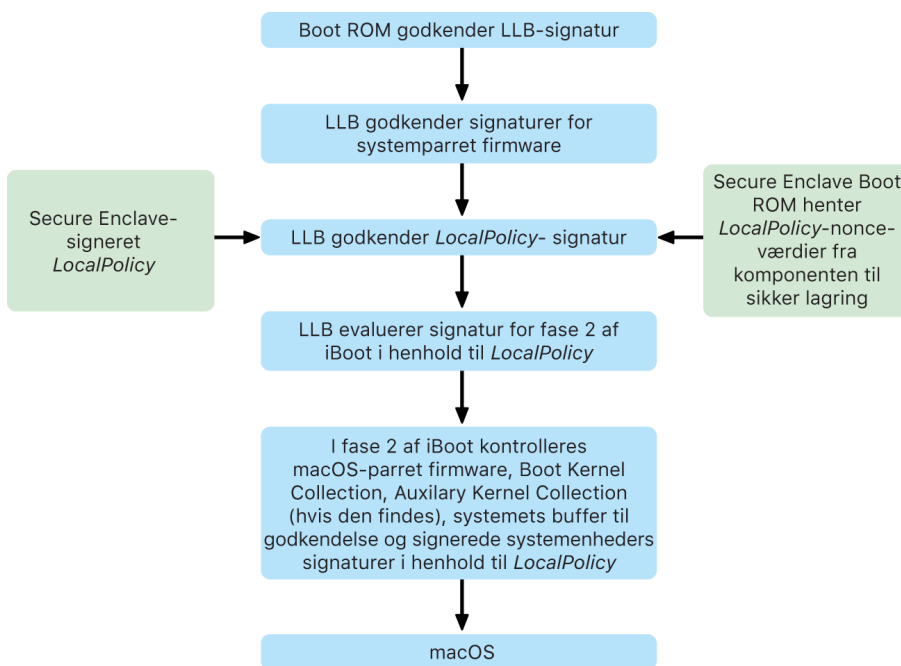 Boot ROM godkender LLB-signatur
LLB godkender signaturer for
systemparret firmware
Secure Enclave-
signeret
LocalPolicy
LLB godkender LocalPolicy- signatur
Secure Enclave Boot
ROM henter
LocalPolicy-nonce-
værdier fra
komponenten til
sikker lagring
LLB evaluerer signatur for fase 2 af
iBoot i henhold til LocalPolicy
I fase 2 af iBoot kontrolleres
macOS-parret firmware, Boot Kernel
Collection, Auxilary Kernel Collection
(hvis den findes), systemets buffer til
godkendelse og signerede systemenheders
signaturer i henhold til LocalPolicy
macOS